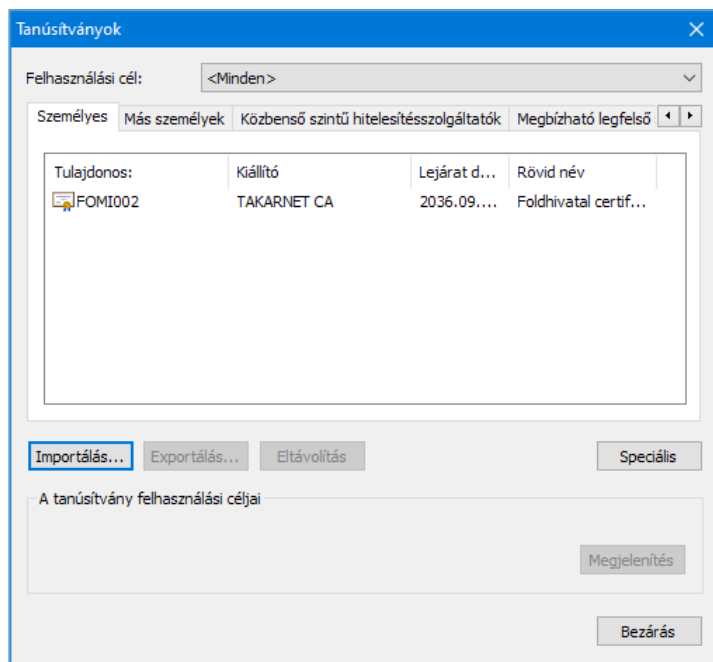 Tanúsítványok
Felhasználási cél: <Minden>
Személyes Más személyek Közbenső szintű hitelesítésszolgáltatók Megbízható legfelső
Tulajdonos: Kiállító Lejárat d... Rövid név
FOMI002 TAKARNET CA 2036.09.... Foldhivatal certif...
Importálás... Exportálás... Eltávolítás Speciális
A tanúsítvány felhasználási céljai
Megjelenítés
Bezárás